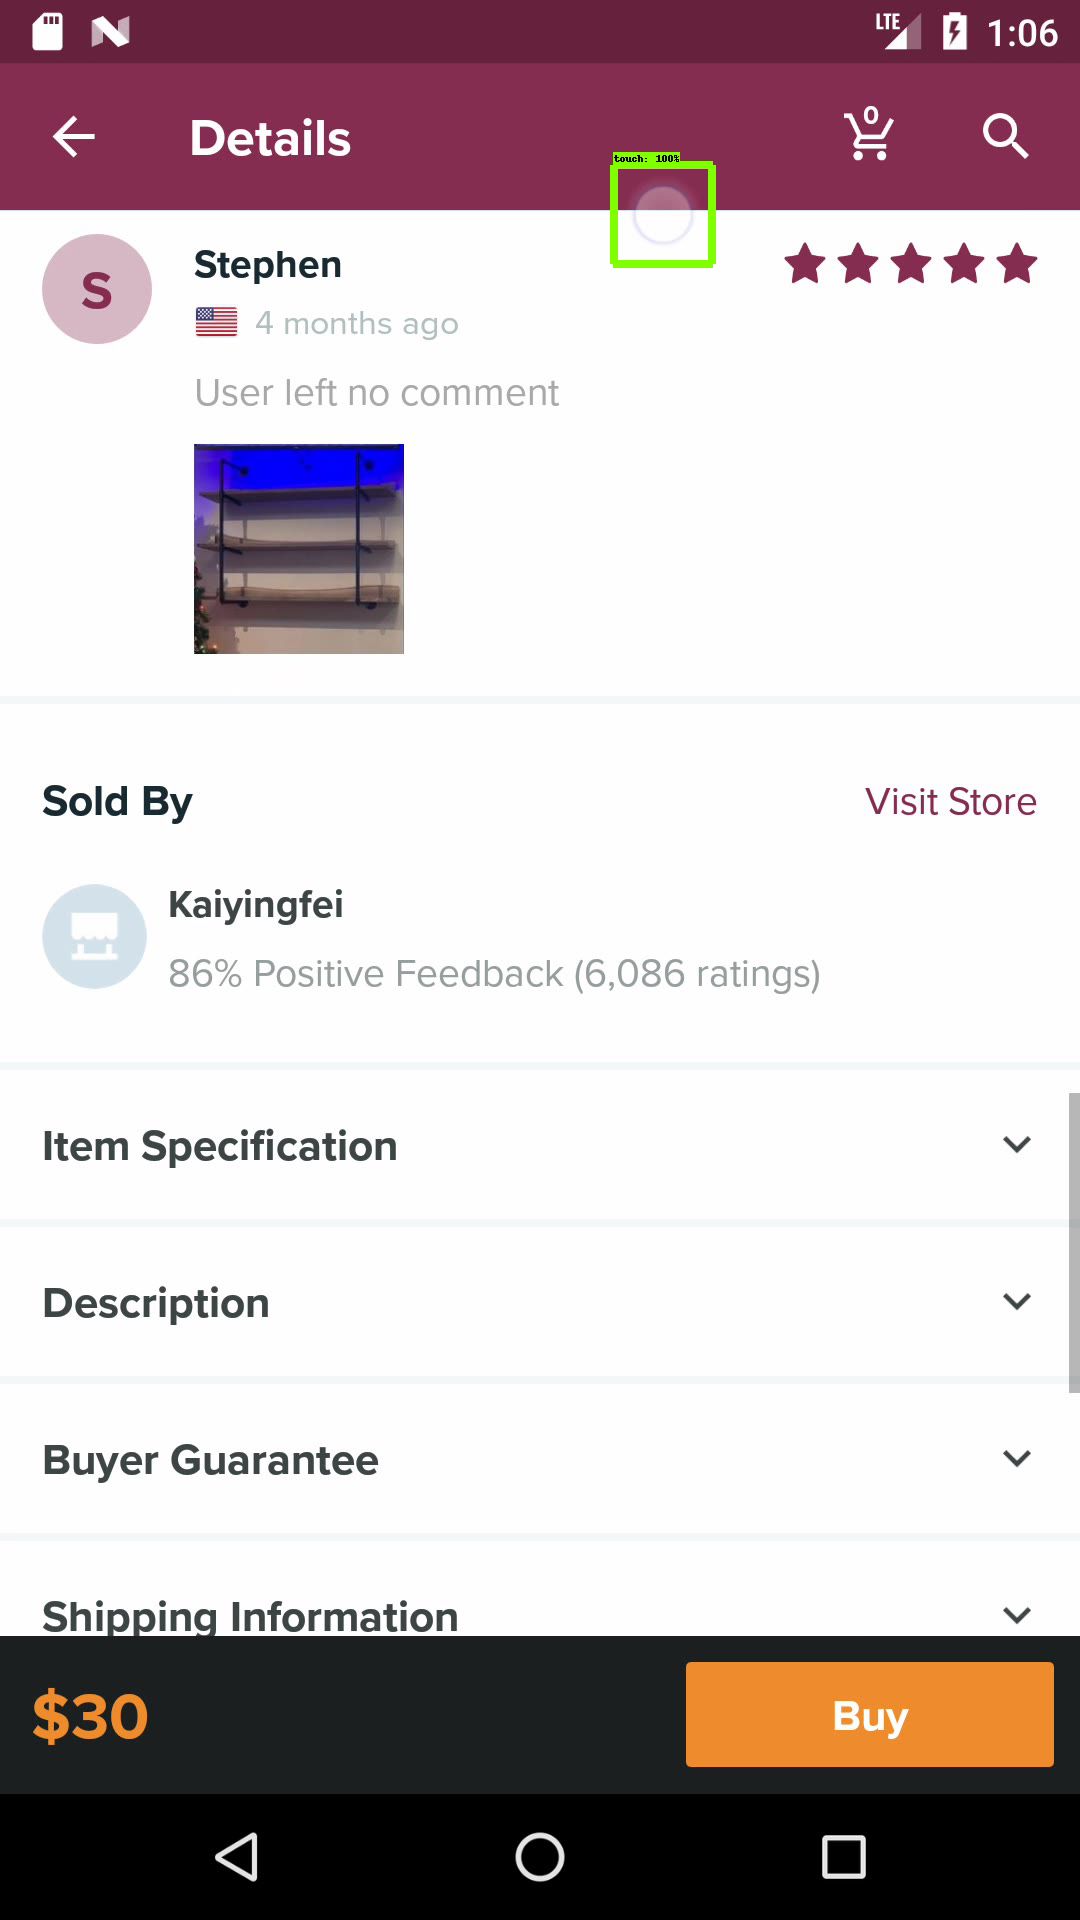 LTE
1:06
Details
0
touch: 100%
S
Stephen
4 months ago
User left no comment
Sold By
Visit Store
Kaiyingfei
86% Positive Feedback (6,086 ratings)
Item Specification
Description
Buyer Guarantee
Shipping Information
$30
Buy